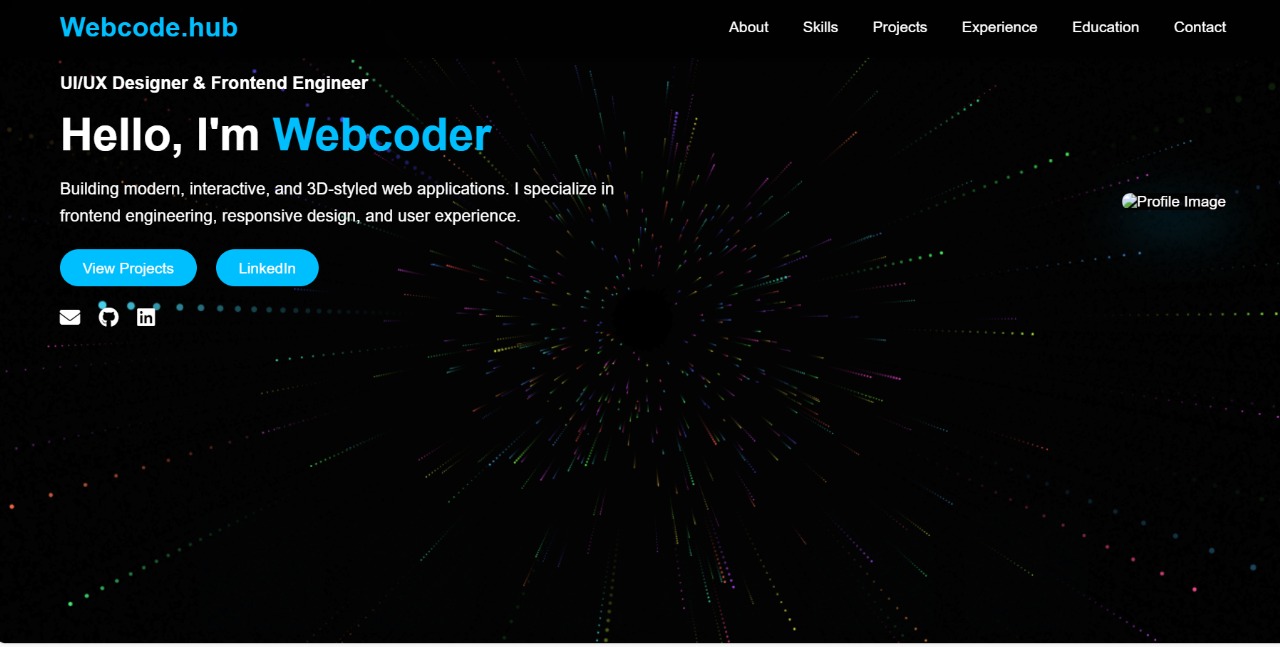 Webcode.hub
About Skills Projects Experience Education Contact
UI/UX Designer & Frontend Engineer
Hello, I'm Webcoder
Building modern, interactive, and 3D-styled web applications. I specialize in
frontend engineering, responsive design, and user experience.
Profile Image
View Projects LinkedIn